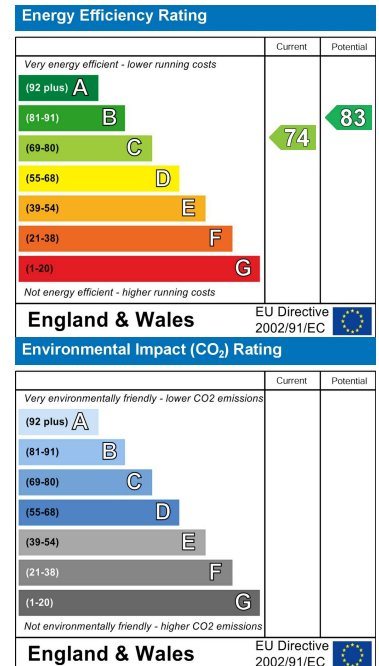 Energy Efficiency Rating
Current Potential
Very energy efficient - lower running costs
(92 plus) A
(81-91) B
83
(69-80) C
74
(55-68) D
(39-54) E
(21-38) F
(1-20) G
Not energy efficient - higher running costs
England & Wales
EU Directive
2002/91/EC
Environmental Impact (CO₂) Rating
Current Potential
Very environmentally friendly - lower CO2 emissions
(92 plus) A
(81-91) B
(69-80) C
(55-68) D
(39-54) E
(21-38) F
(1-20) G
Not environmentally friendly - higher CO2 emissions
England & Wales
EU Directive
2002/91/EC